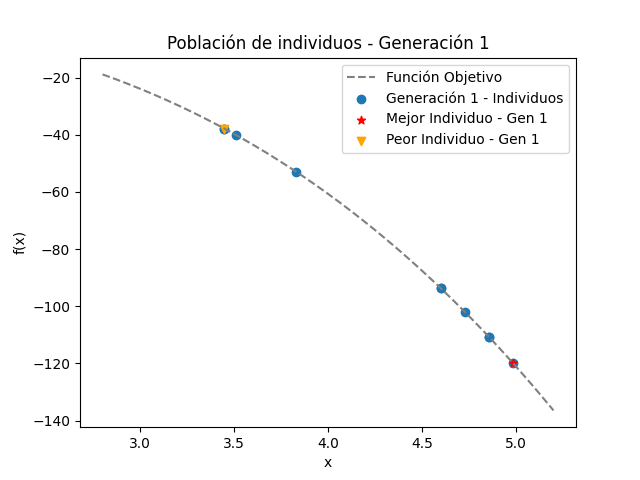 Población de individuos - Generación 1
Función Objetivo
Generación 1 - Individuos
Mejor Individuo - Gen 1
Peor Individuo - Gen 1
−20
−40
−60
−80
−100
−120
−140
f(x)
3.0 3.5 4.0 4.5 5.0
x